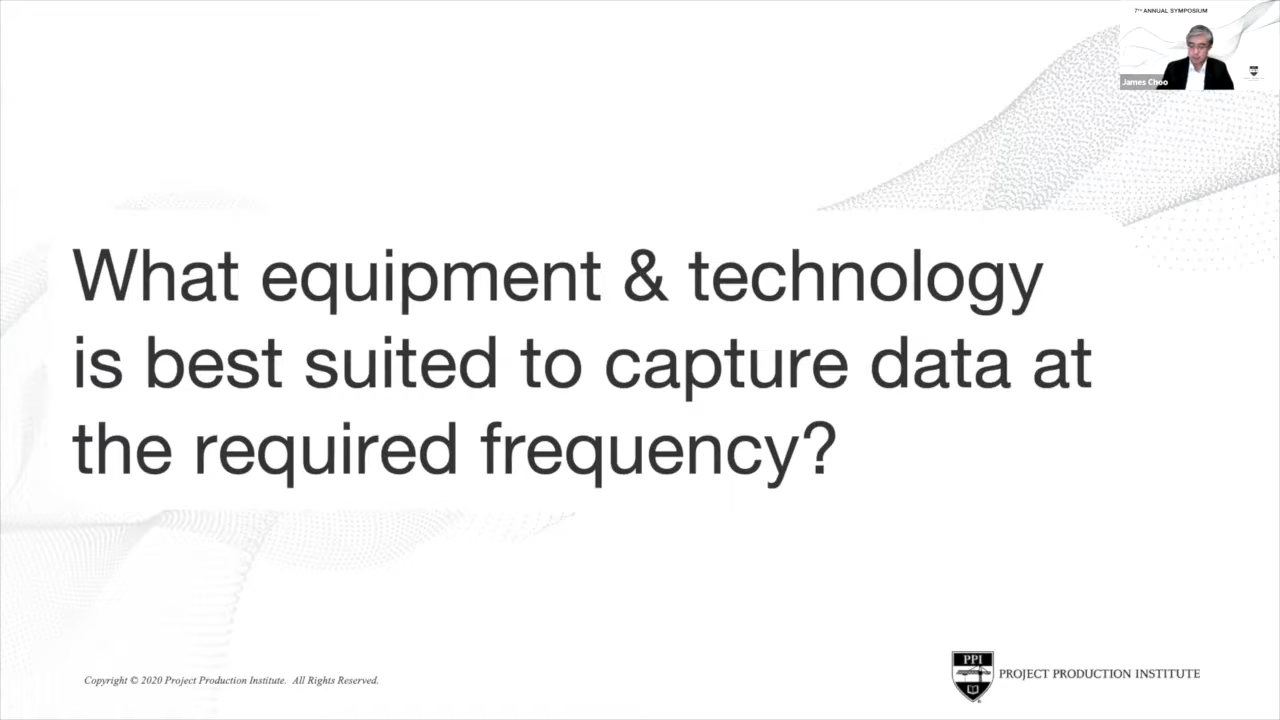 7TH ANNUAL SYMPOSIUM
James Choo
What equipment & technology
is best suited to capture data at
the required frequency?
Copyright © 2020 Project Production Institute. All Rights Reserved.
PPI
PROJECT PRODUCTION INSTITUTE